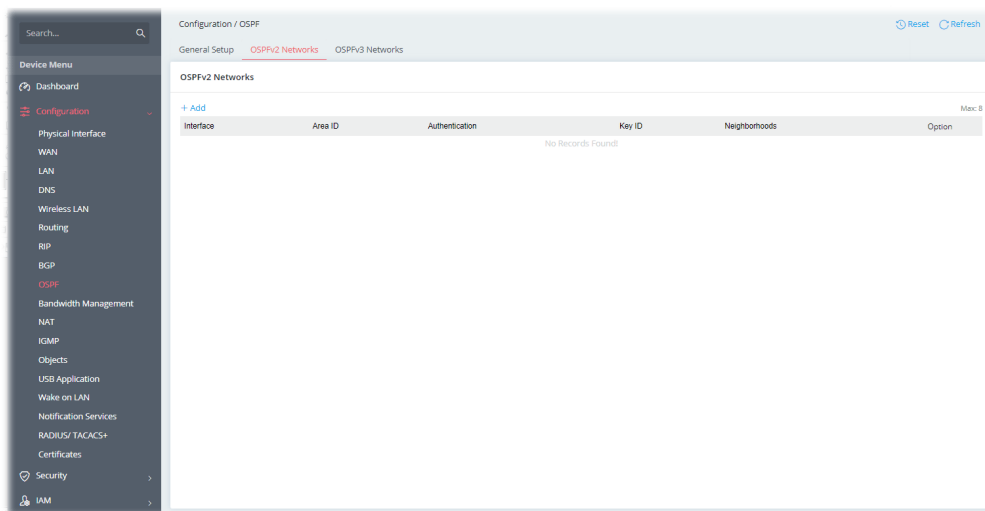 Search...
Device Menu
Dashboard
Configuration
Physical Interface
WAN
LAN
DNS
Wireless LAN
Routing
RIP
BGP
OSPF
Bandwidth Management
NAT
IGMP
Objects
USB Application
Wake on LAN
Notification Services
RADIUS/ TACACS+
Certificates
Security
IAM
Configuration / OSPF
Reset Refresh
General Setup OSPFv2 Networks OSPFv3 Networks
OSPFv2 Networks
+ Add Max: 8
Interface Area ID Authentication Key ID Neighborhoods Option
No Records Found!